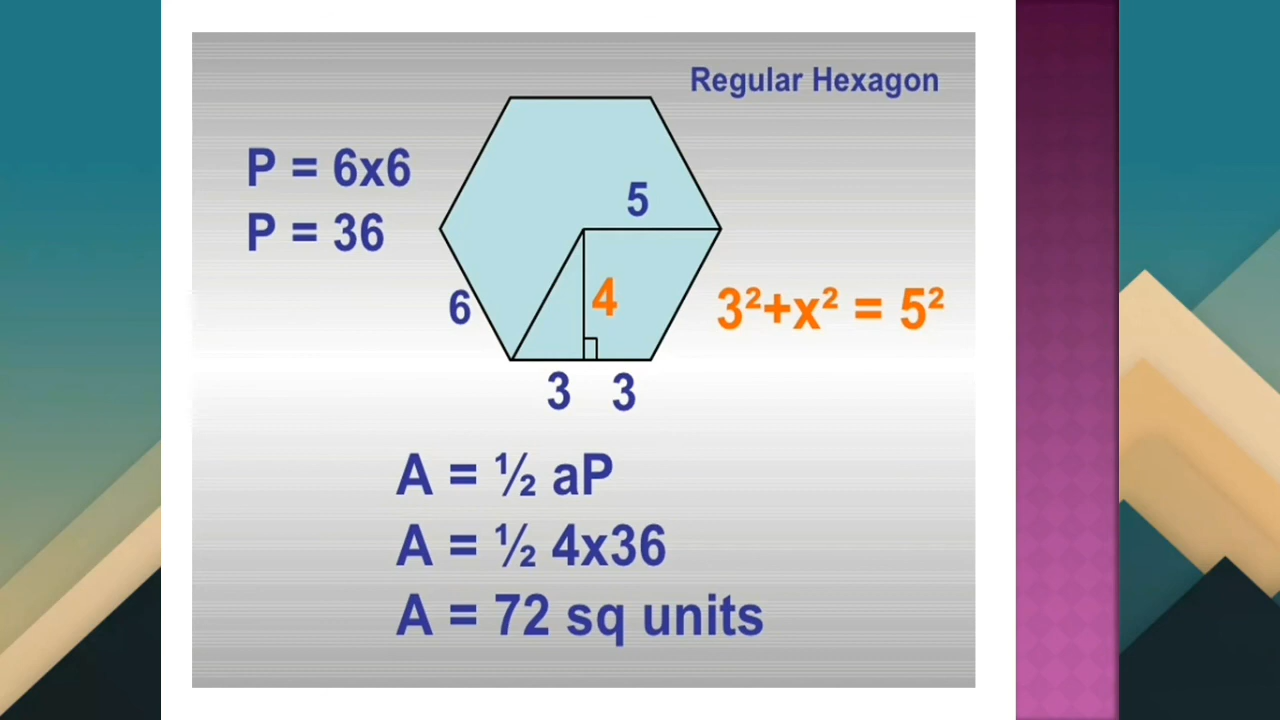 Regular Hexagon
P = 6x6
P = 36
5
6
4
3²+x² = 5²
3 3
A = ½ aP
A = ½ 4x36
A = 72 sq units